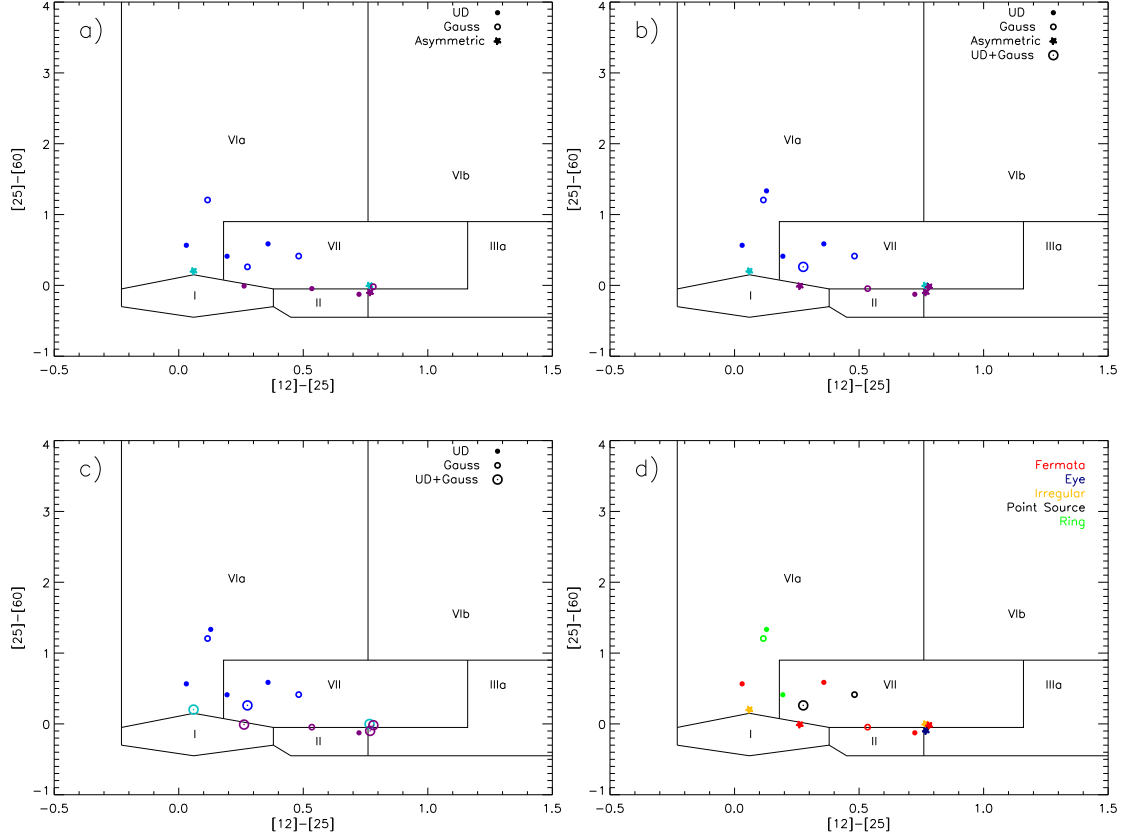 a)
UD
Gauss
Asymmetric
4
3
2
1
0
−1
[25]−[60]
VIa
VIb
VII
IIIa
I
II
−0.5 0.0 0.5 1.0 1.5
[12]−[25]
b)
UD
Gauss
Asymmetric
UD+Gauss
4
3
2
1
0
−1
[25]−[60]
VIa
VIb
VII
IIIa
I
II
−0.5 0.0 0.5 1.0 1.5
[12]−[25]
c)
UD
Gauss
UD+Gauss
4
3
2
1
0
−1
[25]−[60]
VIa
VIb
VII
IIIa
I
II
−0.5 0.0 0.5 1.0 1.5
[12]−[25]
d)
Fermata
Eye
Irregular
Point Source
Ring
4
3
2
1
0
−1
[25]−[60]
VIa
VIb
VII
IIIa
I
II
−0.5 0.0 0.5 1.0 1.5
[12]−[25]